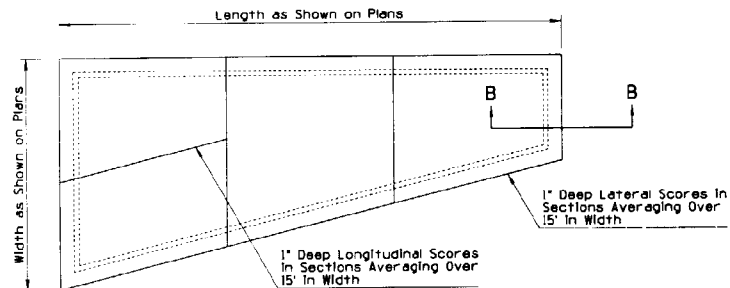 Length as Shown on Plans
Width as Shown on Plans
B
B
1" Deep Lateral Scores in
Sections Averaging Over
15' in Width
1" Deep Longitudinal Scores
in Sections Averaging Over
15' in Width